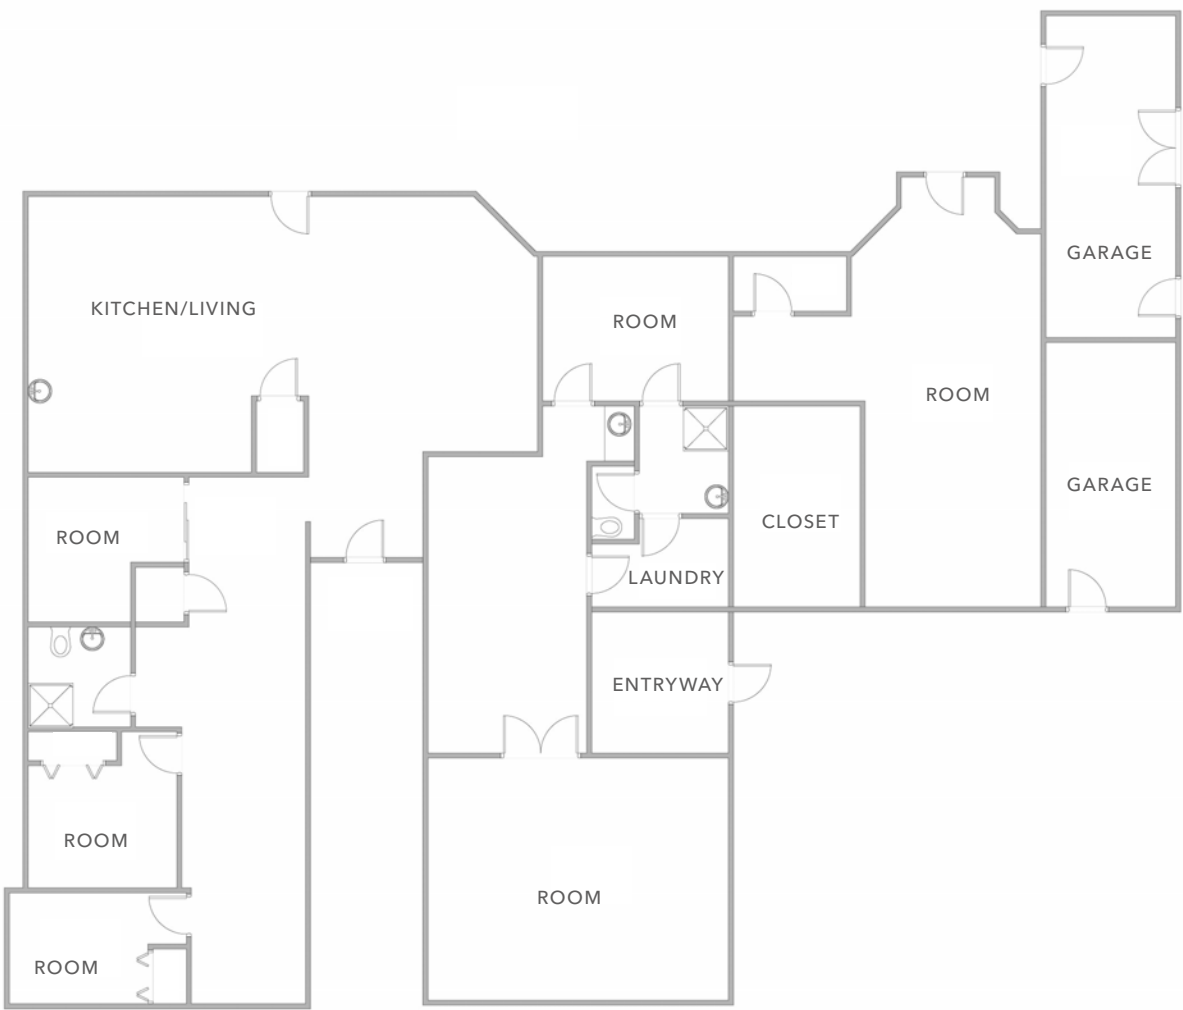 GARAGE
KITCHEN/LIVING
ROOM
ROOM
GARAGE
CLOSET
ROOM
LAUNDRY
ENTRYWAY
ROOM
ROOM
ROOM